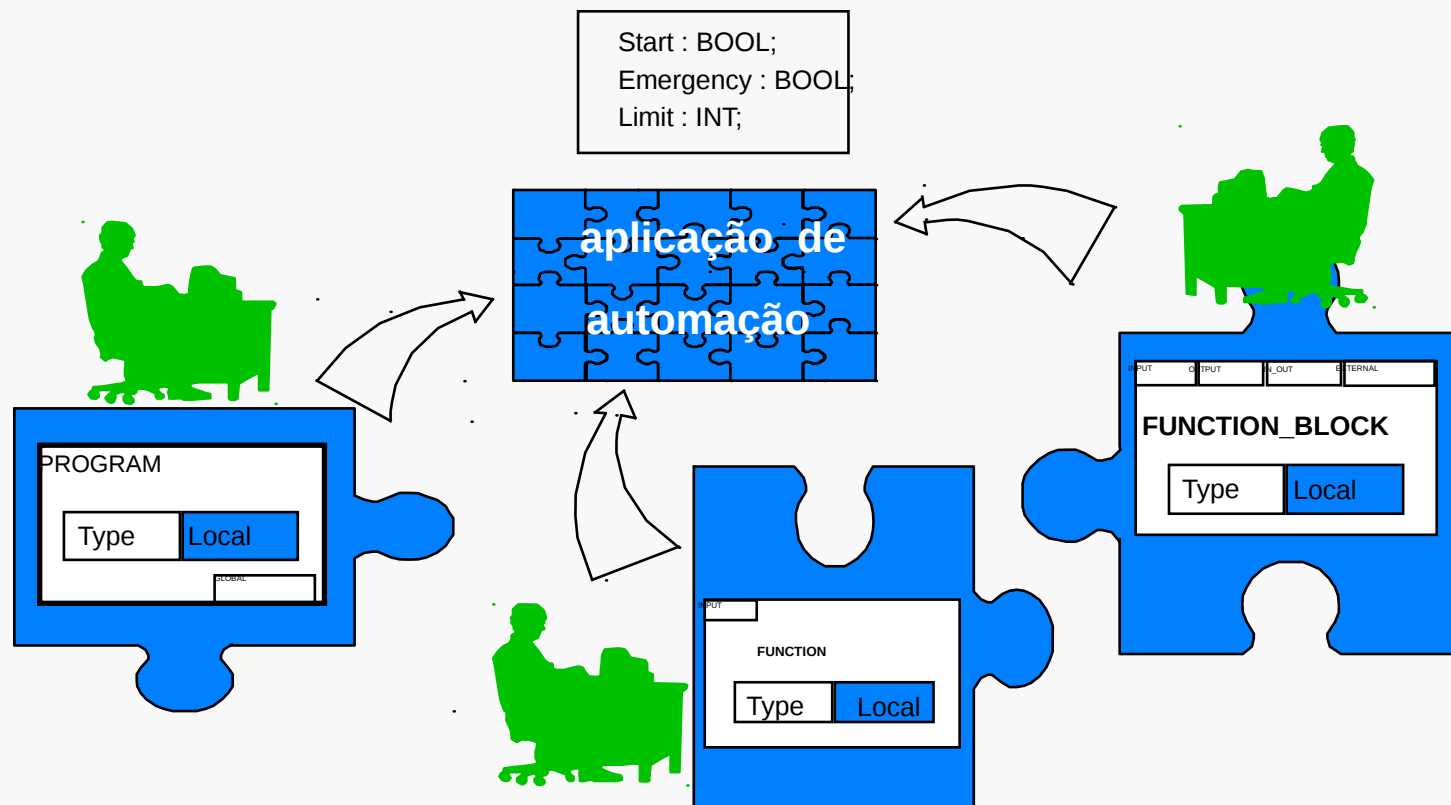 Start : BOOL;
Emergency : BOOL;
Limit : INT;
aplicação de
automação
PROGRAM
Type Local
GLOBAL
INPUT
FUNCTION
Type Local
INPUT OUTPUT IN_OUT EXTERNAL
FUNCTION_BLOCK
Type Local